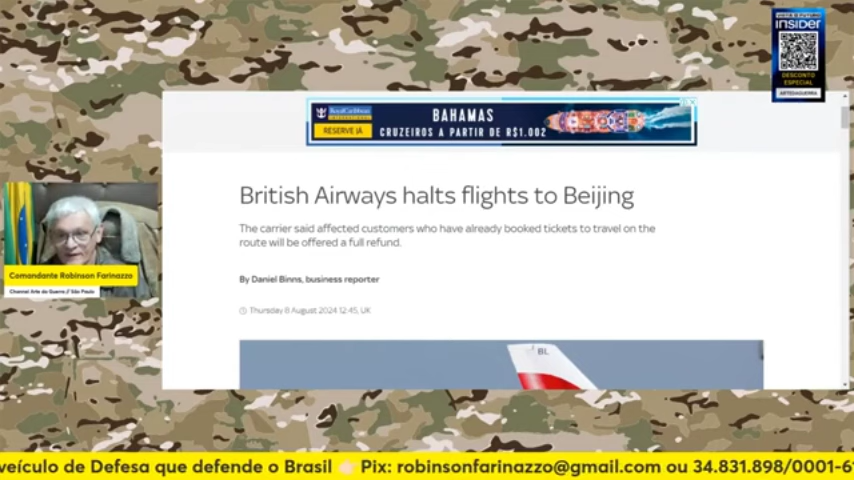 insider
DESCONTO
ESPECIAL
ARTEDAGUERRA
RoyalCaribbean
INTERNATIONAL
RESERVE JÁ
BAHAMAS
CRUZEIROS A PARTIR DE R$1.002
British Airways halts flights to Beijing
The carrier said affected customers who have already booked tickets to travel on the
route will be offered a full refund.
By Daniel Binns, business reporter
Thursday 8 August 2024 12:45, UK
BL
Comandante Robinson Farinazzo
Channel Arte da Guerra // São Paulo
veículo de Defesa que defende o Brasil 👉🏻 Pix: robinsonfarinazzo@gmail.com ou 34.831.898/0001-6